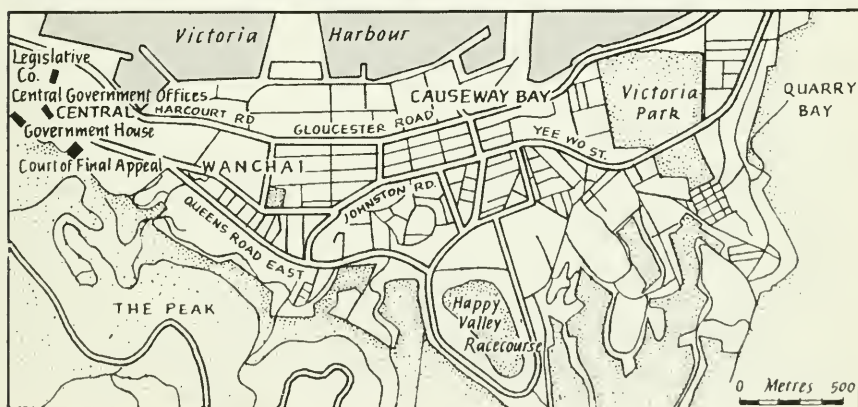 Victoria Harbour
Legislative
Co.
Central Government Offices
CENTRAL
HARCOURT RD
Government House
Court of Final Appeal
WANCHAI
GLOUCESTER ROAD
CAUSEWAY BAY
Victoria
Park
QUARRY
BAY
YEE WO ST.
JOHNSTON RD.
QUEENS ROAD EAST
THE PEAK
Happy
Valley
Racecourse
0 Metres 500